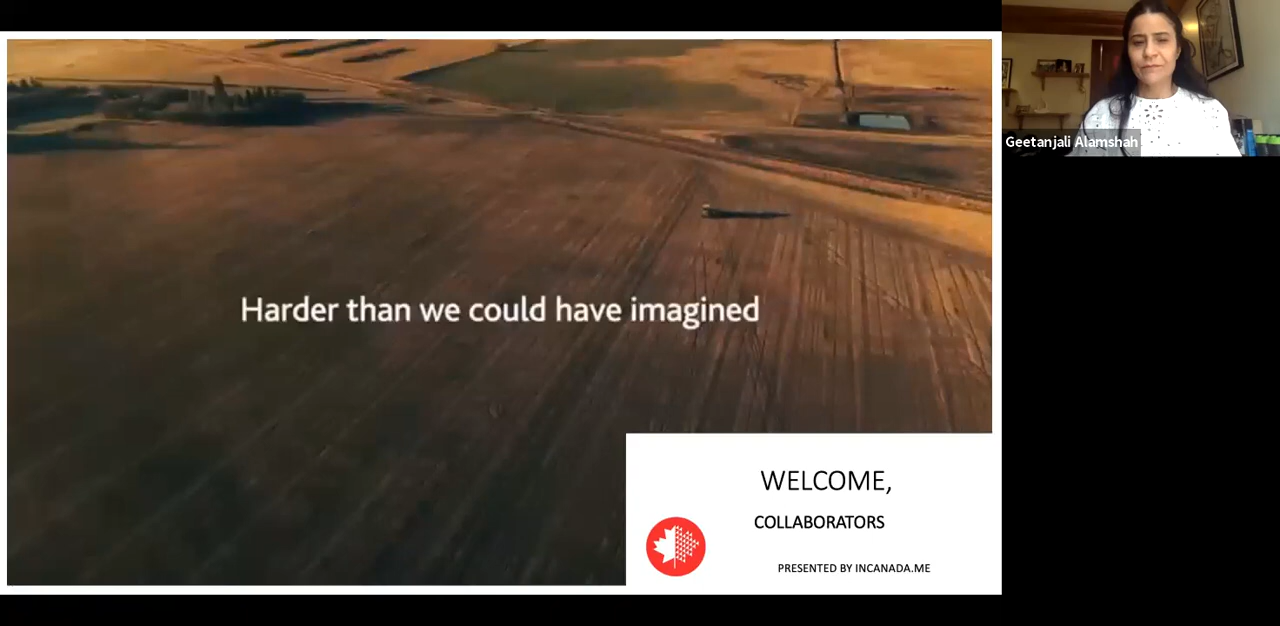 Harder than we could have imagined
WELCOME,
COLLABORATORS
PRESENTED BY INCANADA.ME
Geetanjali Alamshah